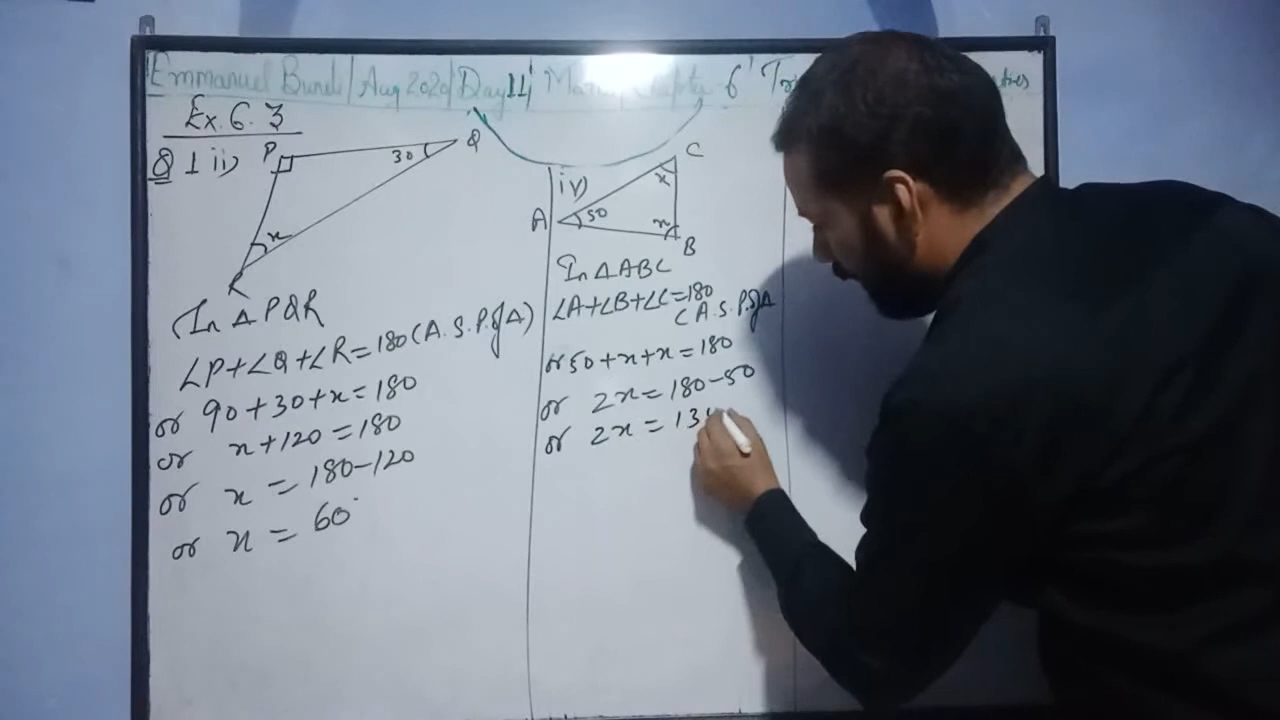 Emmanuel Bundi / Aug 2020 / Day 11 6
Ex. 6.3
Q 1 ii)
P
30
Q
x
R
In △ PQR
∠P+∠Q+∠R=180 (A.S.P. of △)
or 90+30+x=180
or x+120=180
or x=180-120
or x=60°
iv)
C
x
A
50
x
B
In △ABC
∠A+∠B+∠C=180
(A.S.P. of △
or 50+x+x=180
or 2x=180-50
or 2x=13